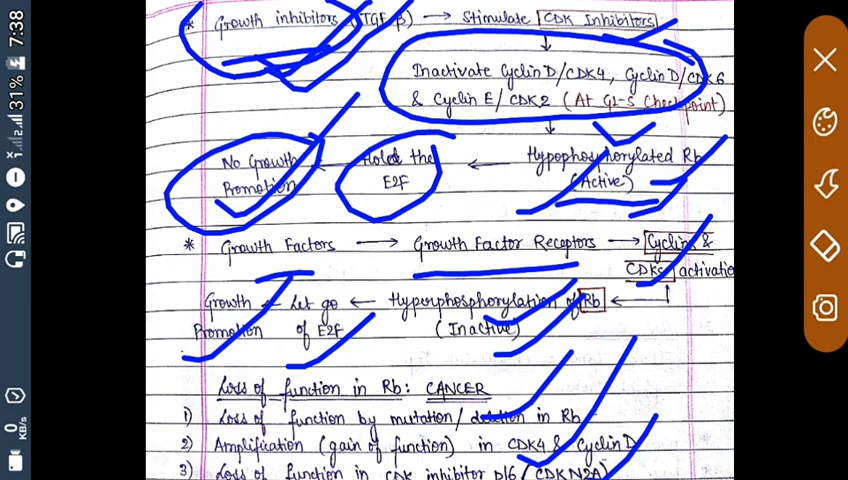 7:38
31%
0 KB/s
* Growth inhibitors (TGF β) → Stimulate CDK Inhibitors
↓
Inactivate Cyclin D/CDK4, Cyclin D/CDK6
& Cyclin E/CDK2 (At G1-S Checkpoint)
↓
No Growth Promotion ← Hold the E2F ← Hypophosphorylated Rb (Active)
* Growth Factors → Growth Factor Receptors → Cyclins &
CDKs activation
Growth Promotion ← Let go of E2F ← Hyperphosphorylation of Rb (Inactive) ←
Loss of function in Rb: CANCER
1) Loss of function by mutation/deletion in Rb
2) Amplification (gain of function) in CDK4 & Cyclin D
3) Loss of function in CDK inhibitor p16 (CDKN2A)